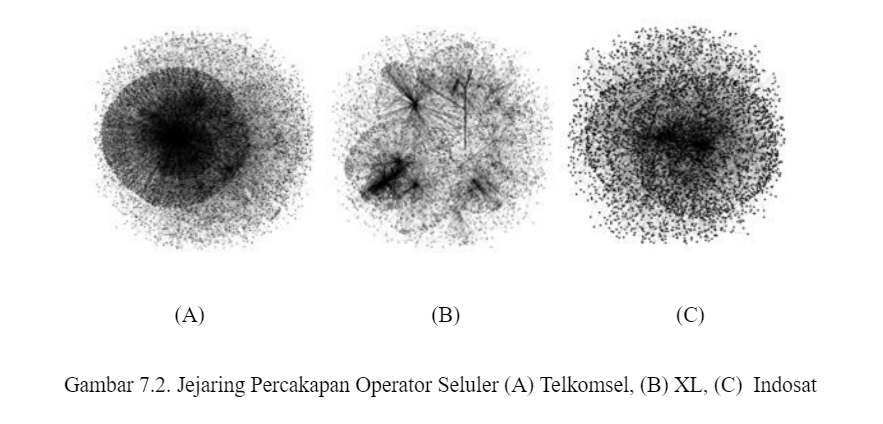 (A) (B) (C)
Gambar 7.2. Jejaring Percakapan Operator Seluler (A) Telkomsel, (B) XL, (C) Indosat